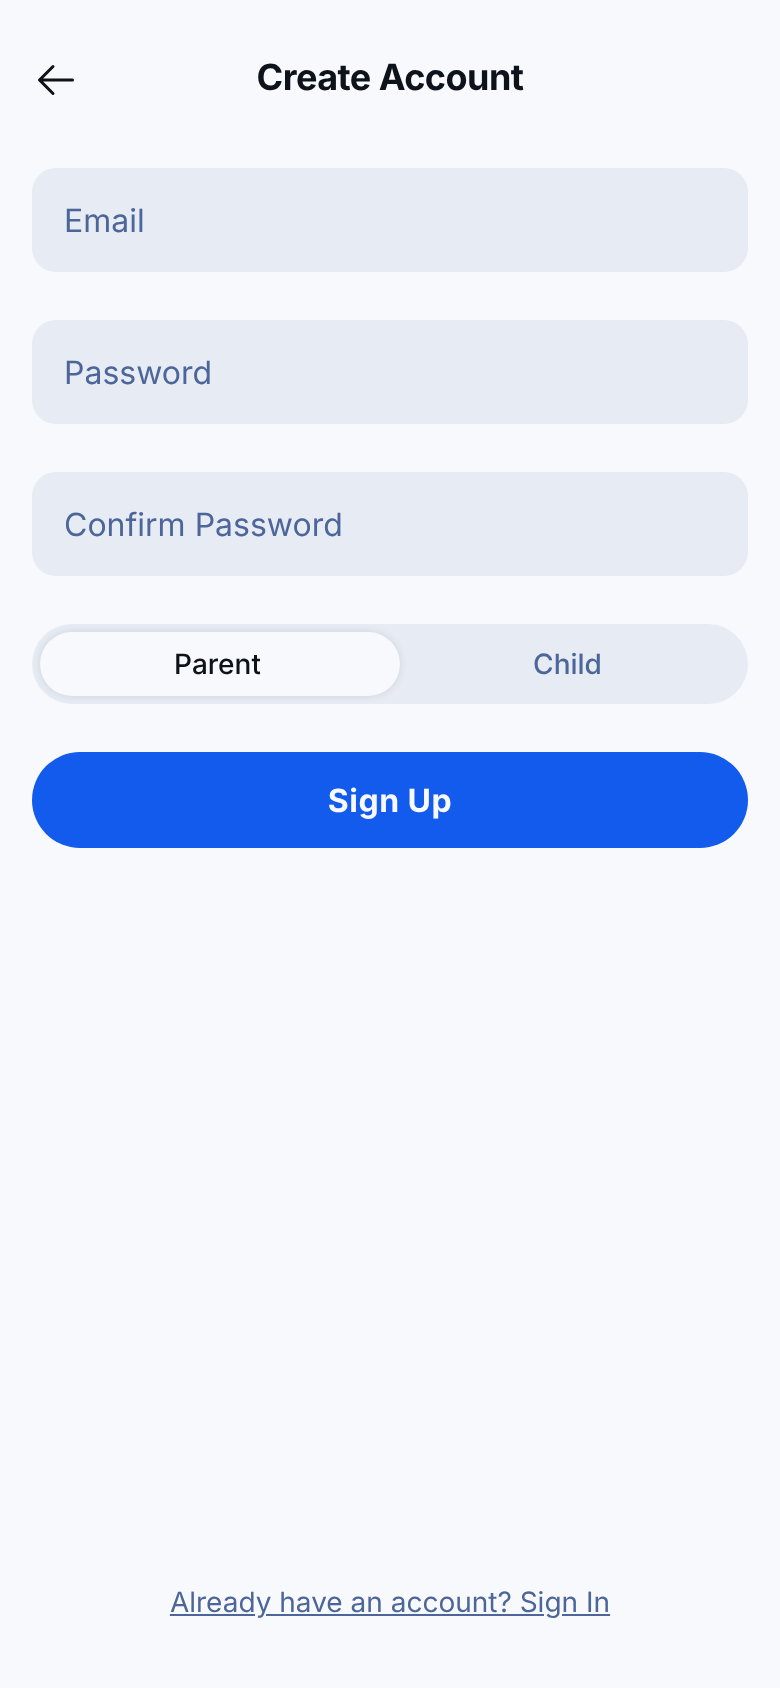 Create Account
Email
Password
Confirm Password
Parent
Child
Sign Up
Already have an account? Sign In